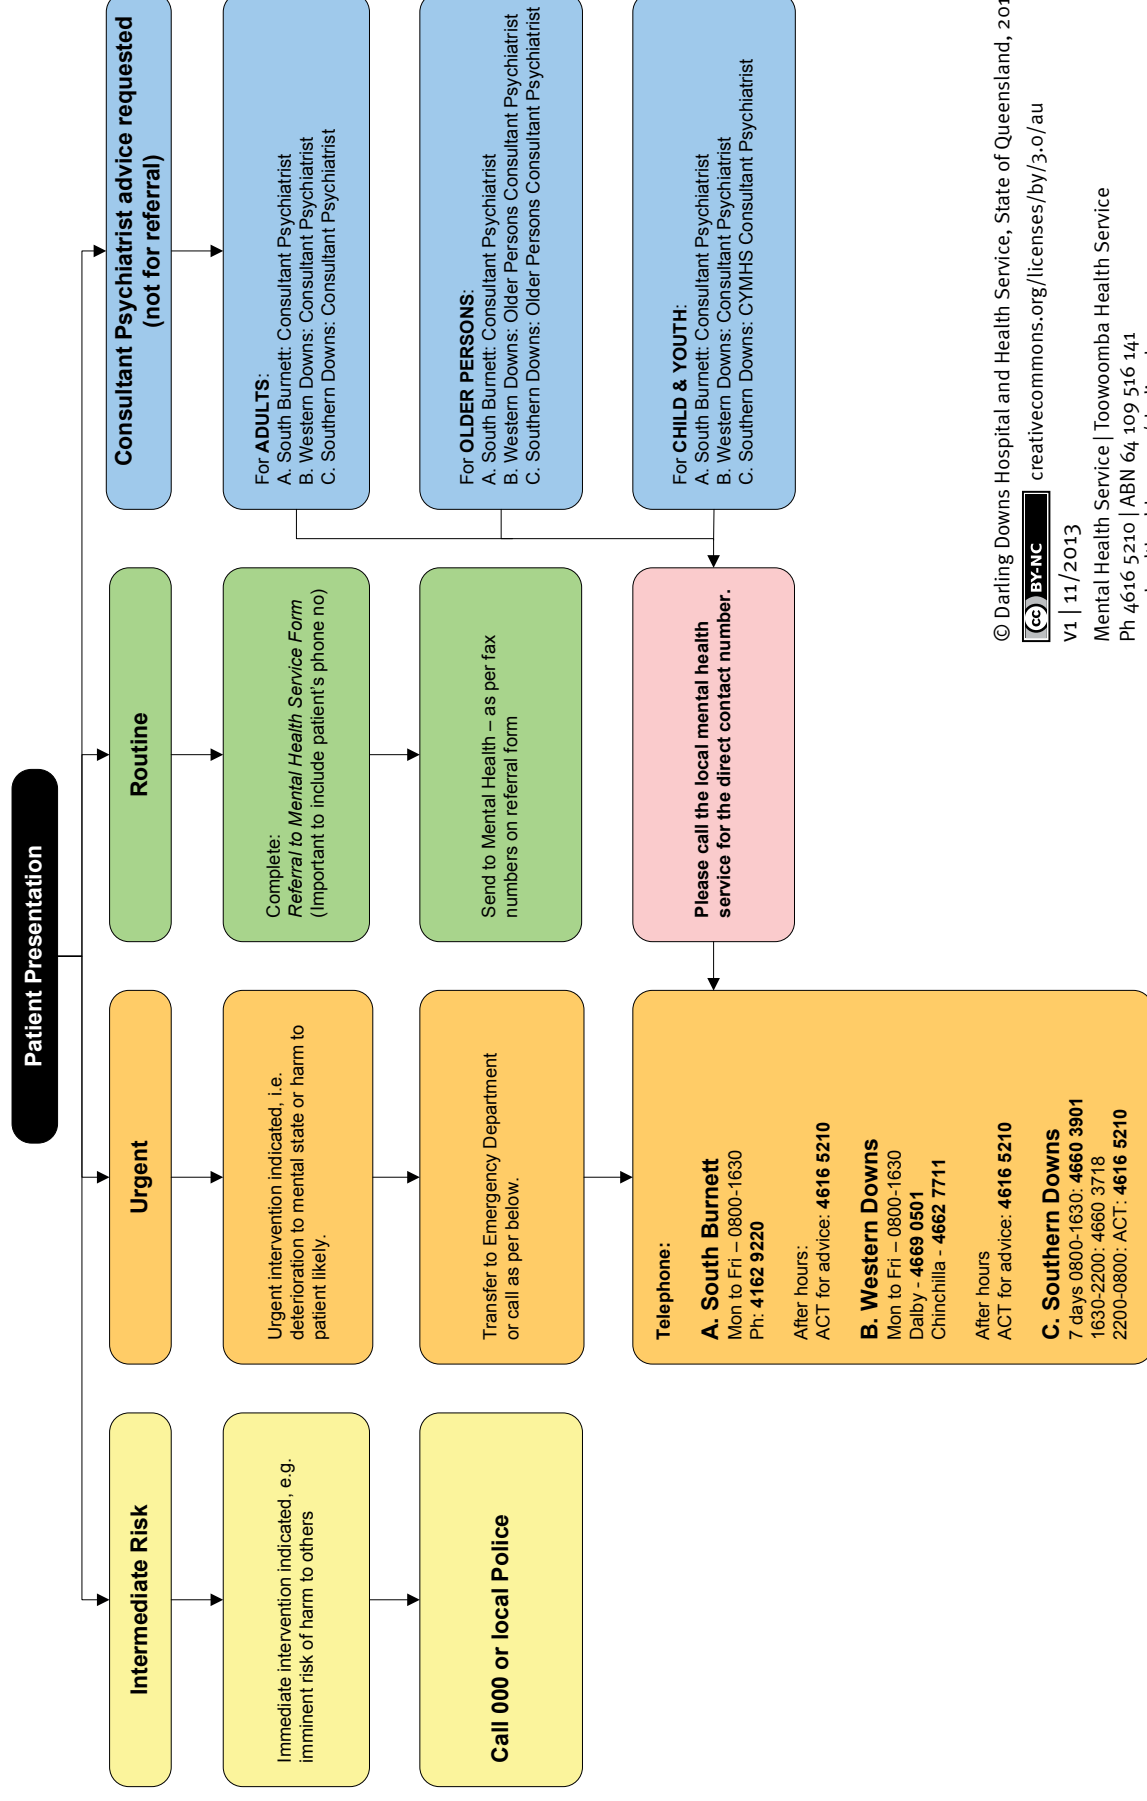 Patient Presentation
Intermediate Risk
Immediate intervention indicated, e.g.
imminent risk of harm to others
Call 000 or local Police
Urgent
Urgent intervention indicated, i.e.
deterioration to mental state or harm to
patient likely.
Transfer to Emergency Department
or call as per below.
Telephone:
A. South Burnett
Mon to Fri – 0800-1630
Ph: 4162 9220
After hours:
ACT for advice: 4616 5210
B. Western Downs
Mon to Fri – 0800-1630
Dalby - 4669 0501
Chinchilla - 4662 7711
After hours
ACT for advice: 4616 5210
C. Southern Downs
7 days 0800-1630: 4660 3901
1630-2200: 4660 3718
2200-0800: ACT: 4616 5210
Routine
Complete:
Referral to Mental Health Service Form
(Important to include patient's phone no)
Send to Mental Health – as per fax
numbers on referral form
Please call the local mental health
service for the direct contact number.
Consultant Psychiatrist advice requested
(not for referral)
For ADULTS:
A. South Burnett: Consultant Psychiatrist
B. Western Downs: Consultant Psychiatrist
C. Southern Downs: Consultant Psychiatrist
For OLDER PERSONS:
A. South Burnett: Consultant Psychiatrist
B. Western Downs: Older Persons Consultant Psychiatrist
C. Southern Downs: Older Persons Consultant Psychiatrist
For CHILD & YOUTH:
A. South Burnett: Consultant Psychiatrist
B. Western Downs: Consultant Psychiatrist
C. Southern Downs: CYMHS Consultant Psychiatrist
© Darling Downs Hospital and Health Service, State of Queensland, 201
cc BY-NC creativecommons.org/licenses/by/3.0/au
V1 | 11/2013
Mental Health Service | Toowoomba Health Service
Ph 4616 5210 | ABN 64 109 516 141